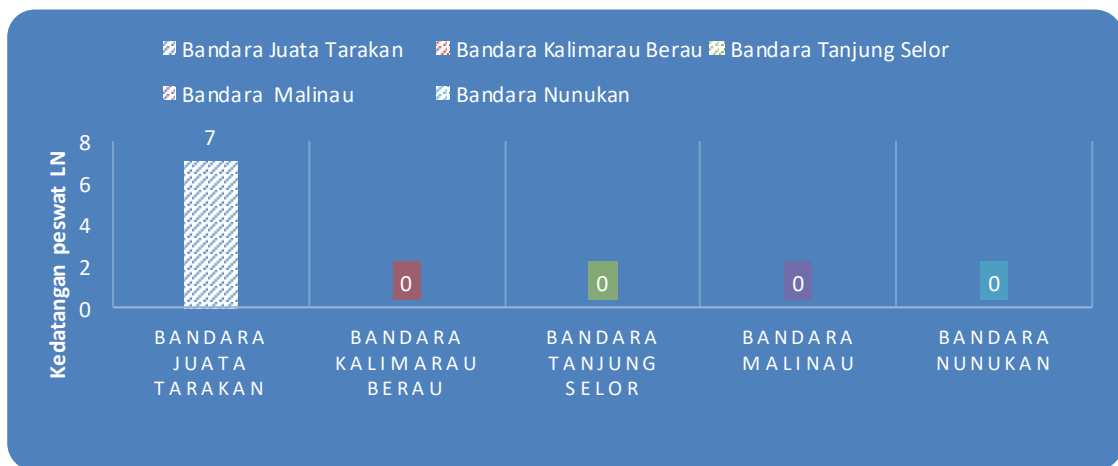 Bandara Juata Tarakan
Bandara Kalimarau Berau
Bandara Tanjung Selor
Bandara Malinau
Bandara Nunukan
Kedatangan peswat LN
8
6
4
2
0
7
0
0
0
0
BANDARA
JUATA
TARAKAN
BANDARA
KALIMARAU
BERAU
BANDARA
TANJUNG
SELOR
BANDARA
MALINAU
BANDARA
NUNUKAN